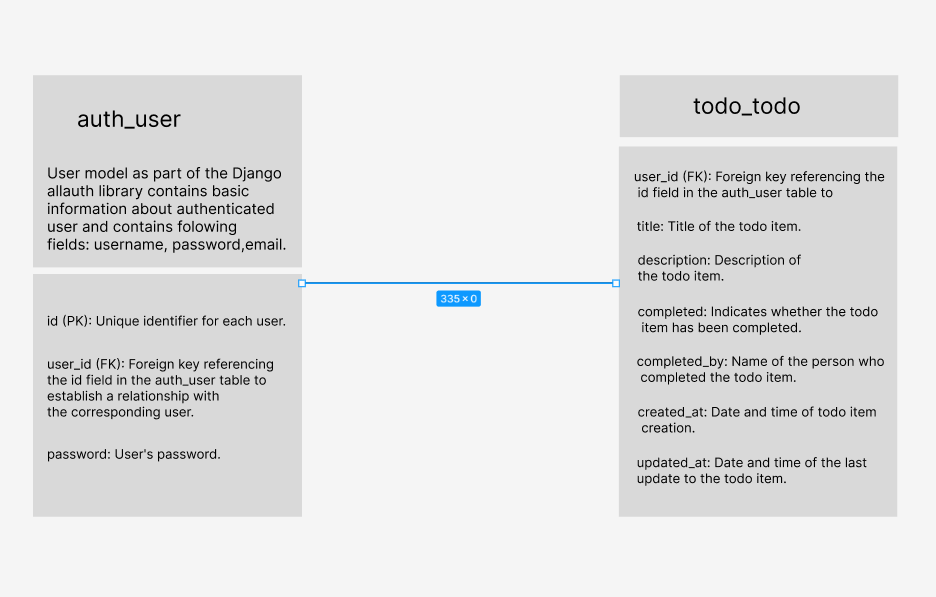 auth_user
User model as part of the Django
allauth library contains basic
information about authenticated
user and contains folowing
fields: username, password,email.
id (PK): Unique identifier for each user.
user_id (FK): Foreign key referencing
the id field in the auth_user table to
establish a relationship with
the corresponding user.
password: User's password.
335 × 0
todo_todo
user_id (FK): Foreign key referencing the
id field in the auth_user table to
title: Title of the todo item.
description: Description of
the todo item.
completed: Indicates whether the todo
item has been completed.
completed_by: Name of the person who
completed the todo item.
created_at: Date and time of todo item
creation.
updated_at: Date and time of the last
update to the todo item.